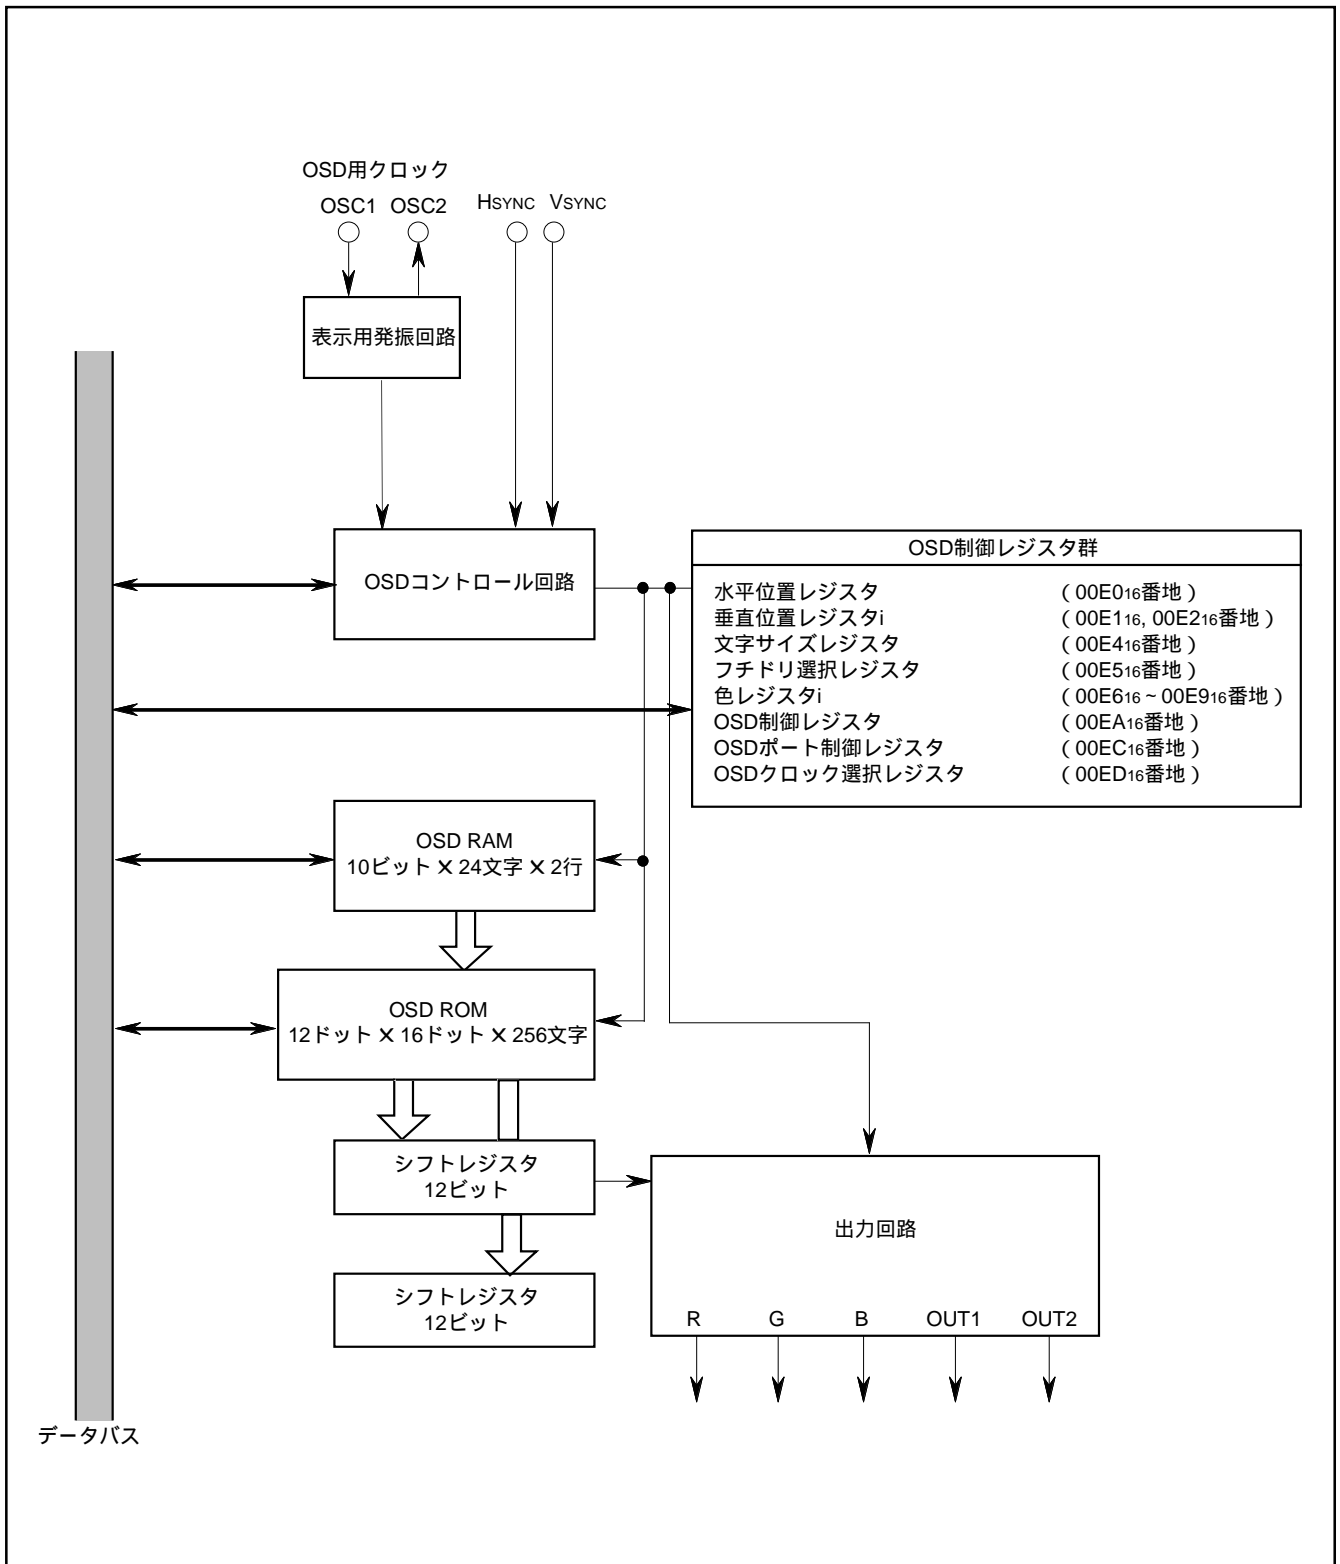 OSD用クロック
OSC1 OSC2 HSYNC VSYNC
表示用発振回路
OSDコントロール回路
OSD制御レジスタ群
水平位置レジスタ （00E016番地）
垂直位置レジスタi （00E116, 00E216番地）
文字サイズレジスタ （00E416番地）
フチドリ選択レジスタ （00E516番地）
色レジスタi （00E616 ~ 00E916番地）
OSD制御レジスタ （00EA16番地）
OSDポート制御レジスタ （00EC16番地）
OSDクロック選択レジスタ （00ED16番地）
OSD RAM
10ビット × 24文字 × 2行
OSD ROM
12ドット × 16ドット × 256文字
シフトレジスタ
12ビット
出力回路
シフトレジスタ
12ビット
R G B OUT1 OUT2
データバス